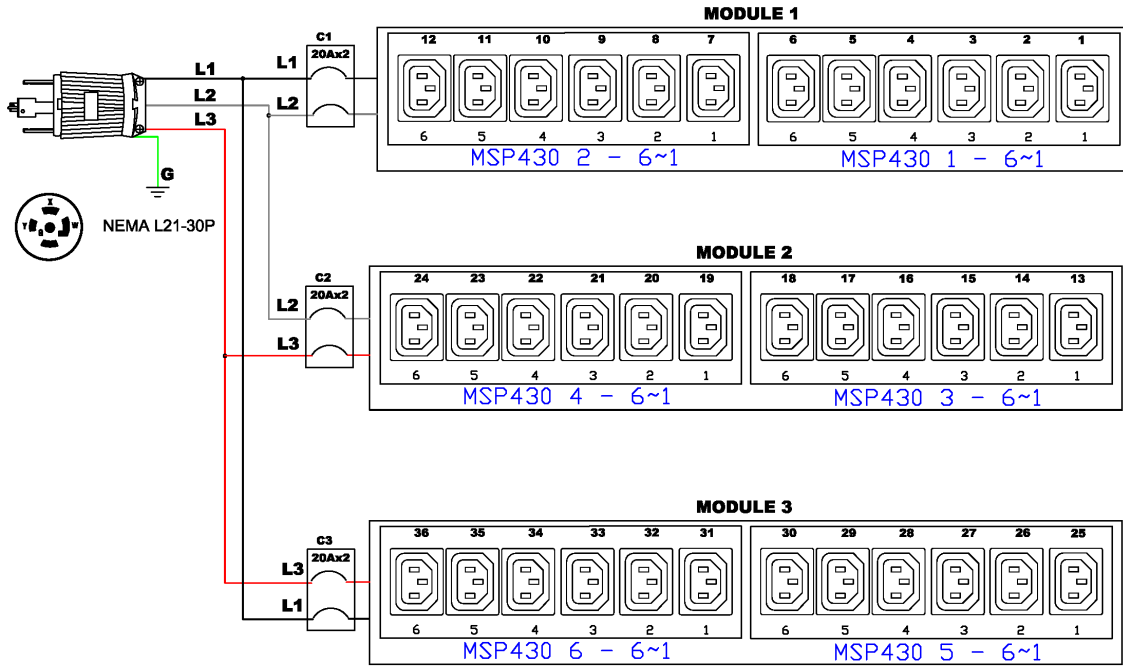 MODULE 1
C1
20Ax2
12 11 10 9 8 7 6 5 4 3 2 1
L1 L1
L2 L2
L3
6 5 4 3 2 1 6 5 4 3 2 1
MSP430 2 - 6~1 MSP430 1 - 6~1
G
X
Y G W
NEMA L21-30P
MODULE 2
C2
20Ax2
24 23 22 21 20 19 18 17 16 15 14 13
L2
L3
6 5 4 3 2 1 6 5 4 3 2 1
MSP430 4 - 6~1 MSP430 3 - 6~1
MODULE 3
C3
20Ax2
36 35 34 33 32 31 30 29 28 27 26 25
L3
L1
6 5 4 3 2 1 6 5 4 3 2 1
MSP430 6 - 6~1 MSP430 5 - 6~1